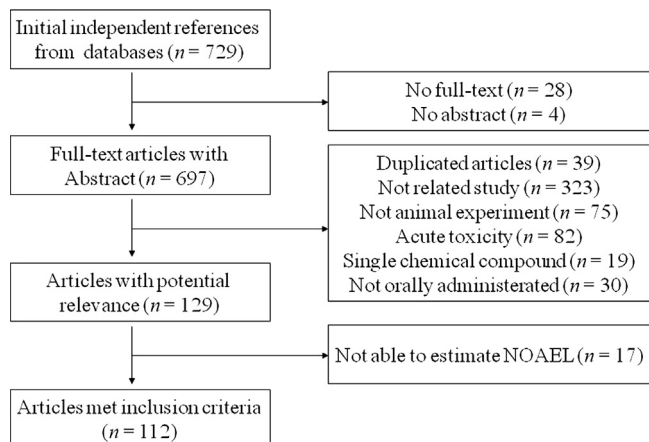 Initial independent references
from databases (n = 729)
No full-text (n = 28)
No abstract (n = 4)
Full-text articles with
Abstract (n = 697)
Duplicated articles (n = 39)
Not related study (n = 323)
Not animal experiment (n = 75)
Acute toxicity (n = 82)
Single chemical compound (n = 19)
Not orally administerated (n = 30)
Articles with potential
relevance (n = 129)
Not able to estimate NOAEL (n = 17)
Articles met inclusion criteria
(n = 112)